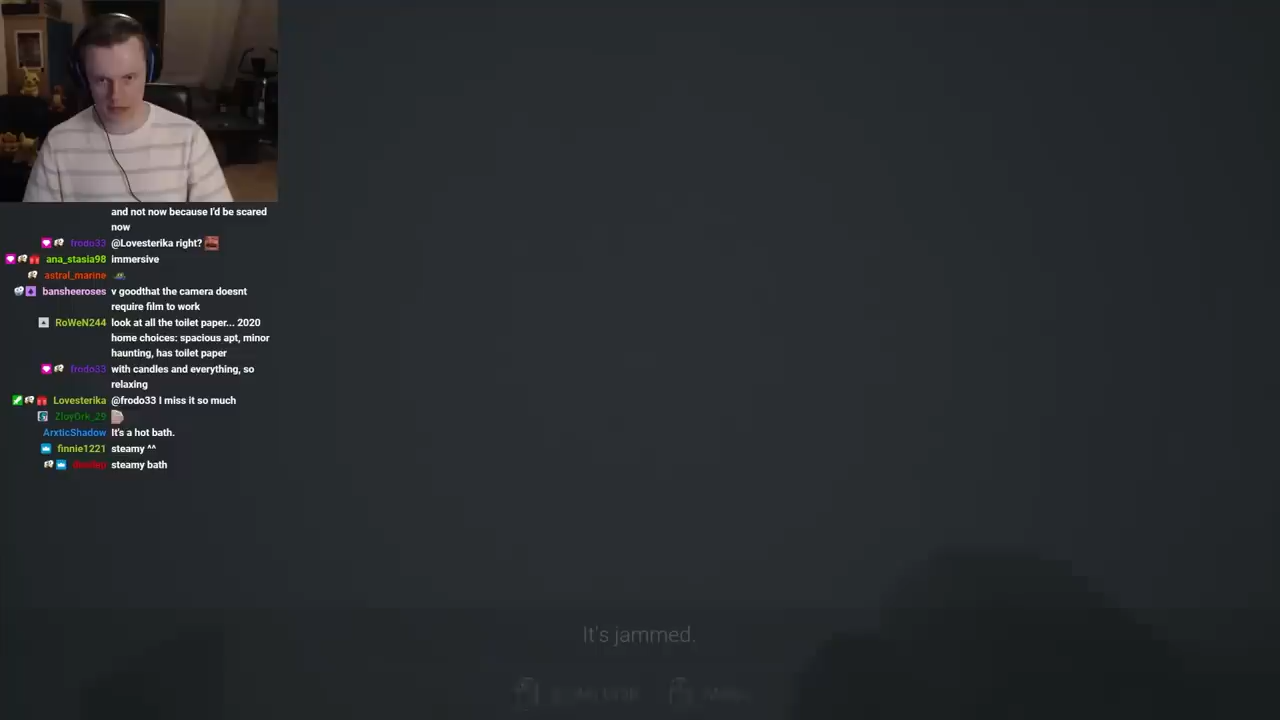 and not now because I'd be scared
now
frodo33 @Lovesterika right?
ana_stasia98 immersive
astral_marine
bansheeroses v goodthat the camera doesnt
require film to work
RoWeN244 look at all the toilet paper... 2020
home choices: spacious apt, minor
haunting, has toilet paper
frodo33 with candles and everything, so
relaxing
Lovesterika @frodo33 I miss it so much
ZloyOrk_29
ArxticShadow It's a hot bath.
finnie1221 steamy ^^
steamy bath
It's jammed.